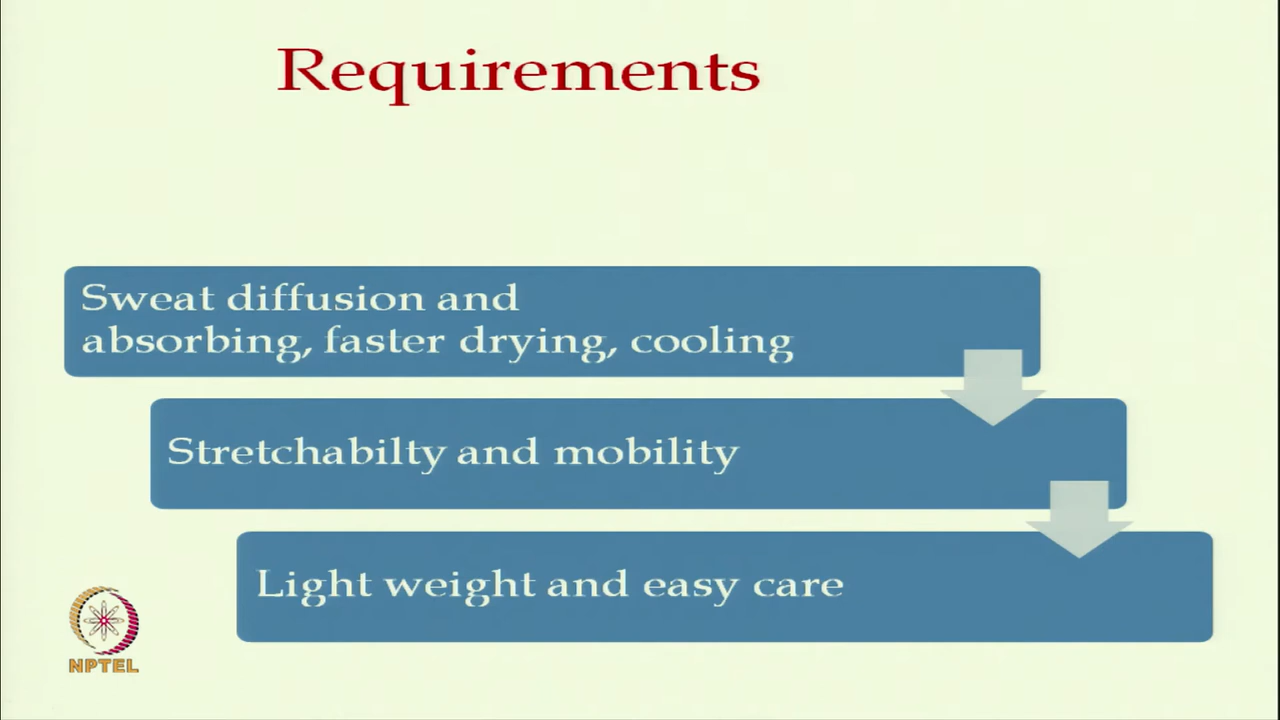 Requirements
Sweat diffusion and
absorbing, faster drying, cooling
Stretchabilty and mobility
Light weight and easy care
NPTEL